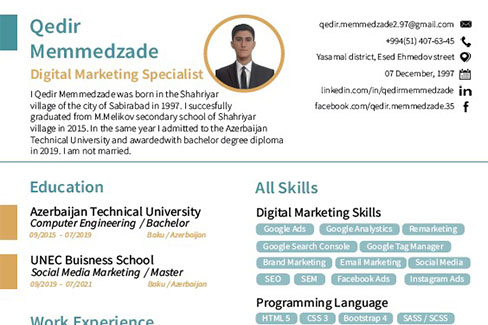 Qedir
Memmedzade
Digital Marketing Specialist
I Qedir Memmedzade was born in the Shahriyar
village of the city of Sabirabad in 1997. I succesfully
graduated from M.Melikov secondary school of Shahriyar
village in 2015. In the same year I admitted to the Azerbaijan
Technical University and awardedwith bachelor degree diploma
in 2019. I am not married.
qedir.memmedzade2.97@gmail.com
+994(51) 407-63-45
Yasamal district, Esed Ehmedov street
07 December, 1997
linkedin.com/in/qedirmemmedzade
facebook.com/qedir.memmedzade.35
Education
Azerbaijan Technical University
Computer Engineering / Bachelor
09/2015 - 07/2019 Baku / Azerbaijan
UNEC Buisness School
Social Media Marketing / Master
09/2019 - 07/2021 Baku / Azerbaijan
Work Experience
All Skills
Digital Marketing Skills
Google Ads Google Analystics Remarketing
Google Search Console Google Tag Manager
Brand Marketing Email Marketing Social Media
SEO SEM Facebook Ads Instagram Ads
Programming Language
HTML 5 CSS 3 Bootstrap 4 SASS / SCSS